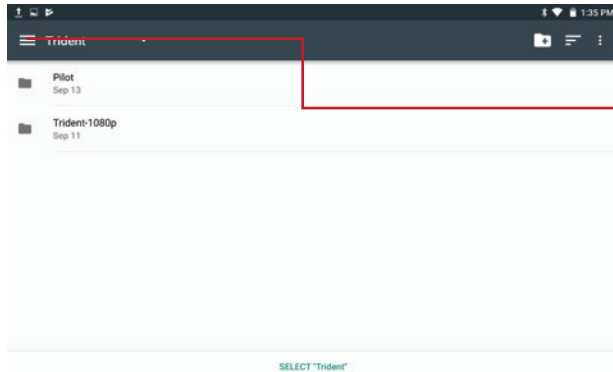 1:35 PM
Trident
Pilot
Sep 13
Trident-1080p
Sep 11
SELECT "Trident"